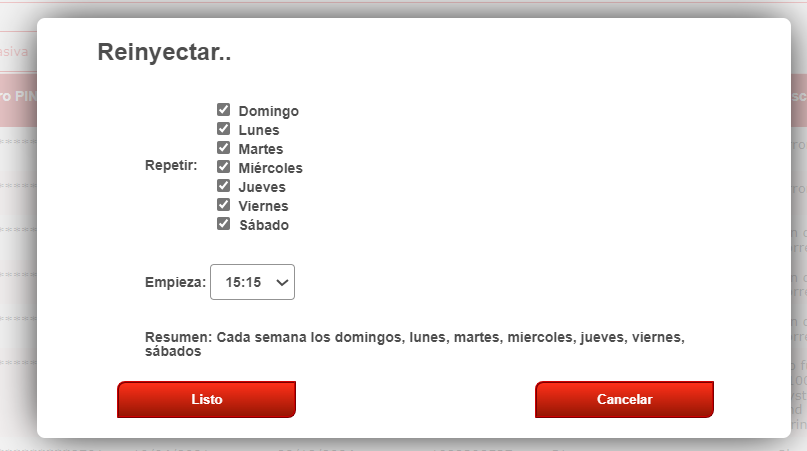 Reinyectar..
Repetir:
Domingo
Lunes
Martes
Miércoles
Jueves
Viernes
Sábado
Empieza: 15:15
Resumen: Cada semana los domingos, lunes, martes, miercoles, jueves, viernes,
sábados
Listo Cancelar